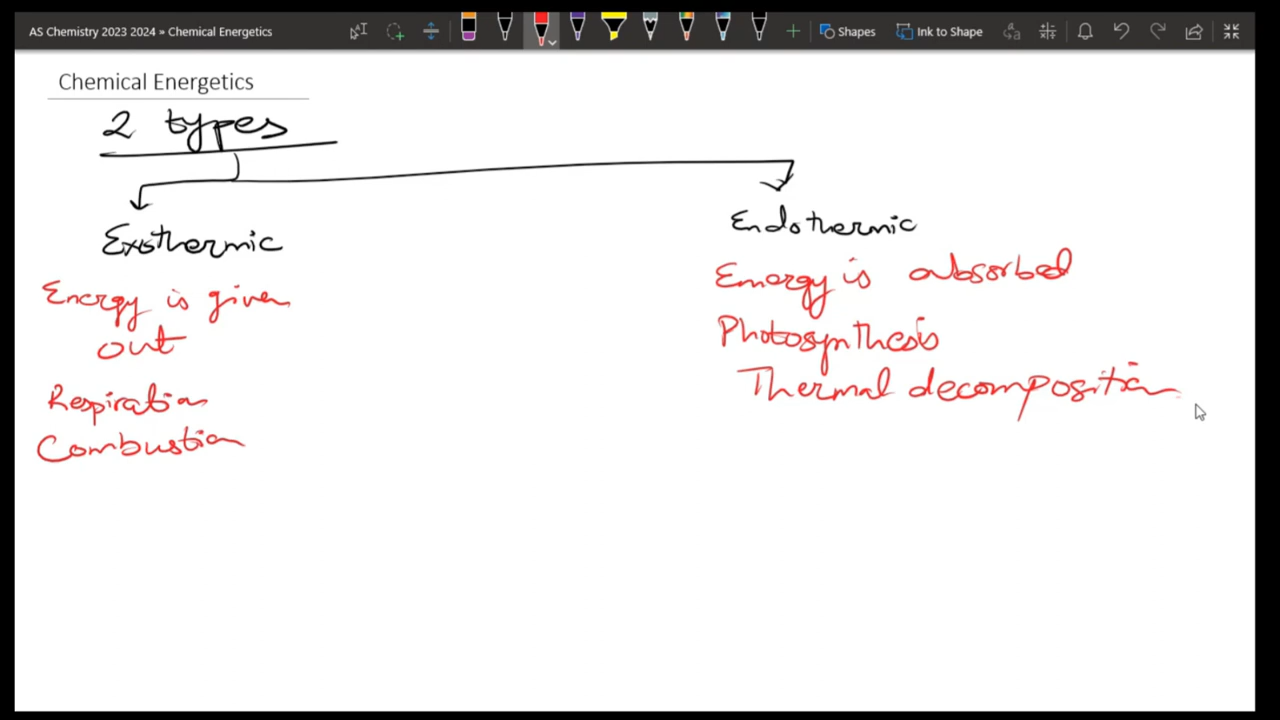 AS Chemistry 2023 2024 » Chemical Energetics
Shapes
Ink to Shape
Chemical Energetics
2 types
Exothermic
Energy is given
out
Respiration
Combustion
Endothermic
Energy is absorbed
Photosynthesis
Thermal decomposition